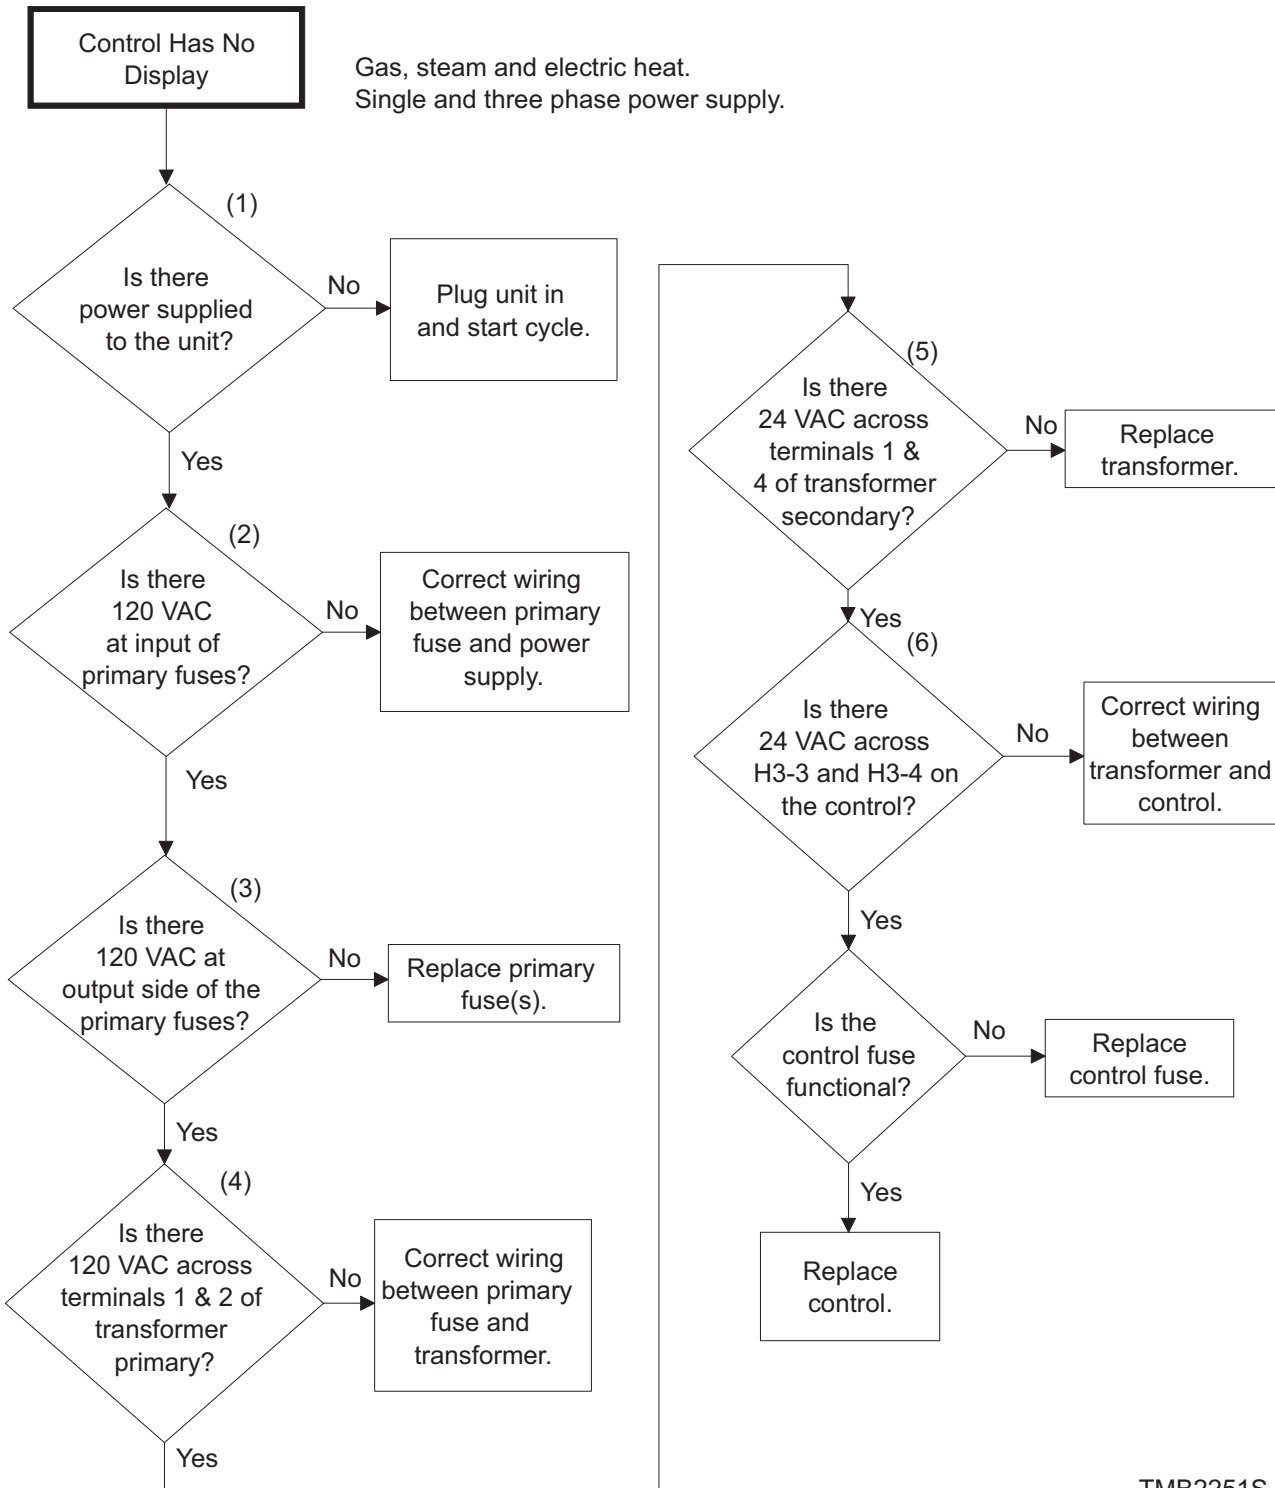 Control Has No
Display
Gas, steam and electric heat.
Single and three phase power supply.
(1)
Is there
power supplied
to the unit?
No
Plug unit in
and start cycle.
Yes
(2)
Is there
120 VAC
at input of
primary fuses?
No
Correct wiring
between primary
fuse and power
supply.
Yes
(3)
Is there
120 VAC at
output side of the
primary fuses?
No
Replace primary
fuse(s).
Yes
(4)
Is there
120 VAC across
terminals 1 & 2 of
transformer
primary?
No
Correct wiring
between primary
fuse and
transformer.
Yes
(5)
Is there
24 VAC across
terminals 1 &
4 of transformer
secondary?
No
Replace
transformer.
Yes
(6)
Is there
24 VAC across
H3-3 and H3-4 on
the control?
No
Correct wiring
between
transformer and
control.
Yes
Is the
control fuse
functional?
No
Replace
control fuse.
Yes
Replace
control.
TMB2251S